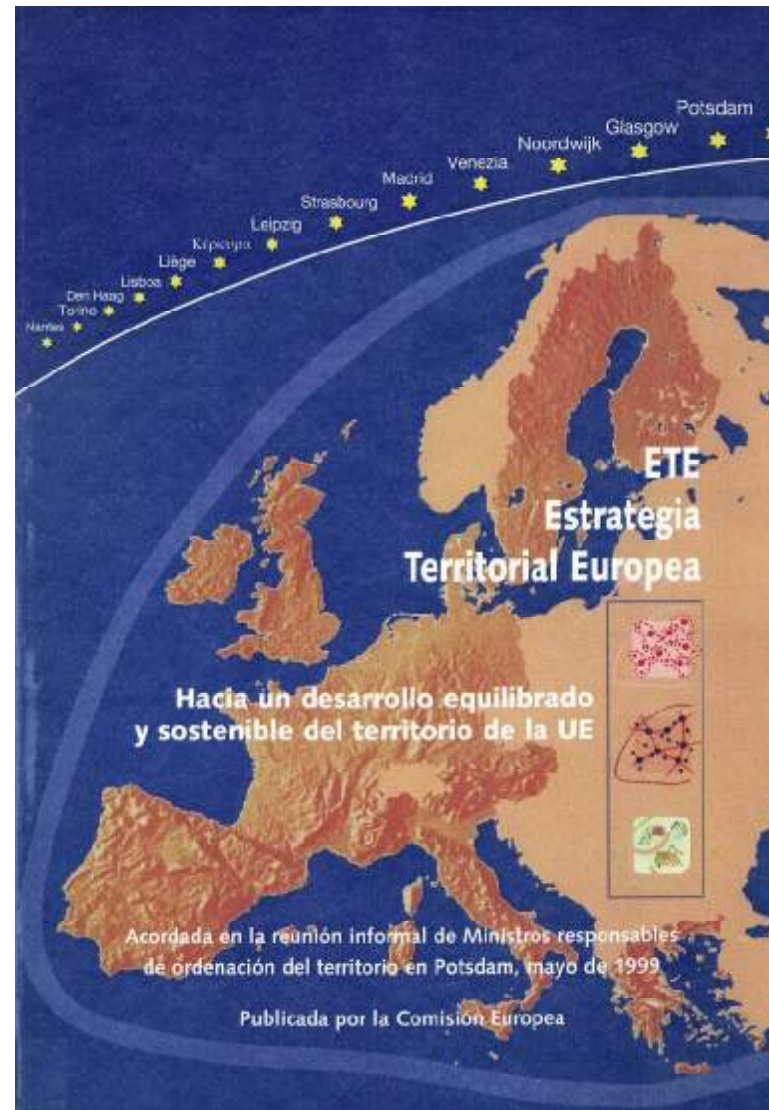 Potsdam
Glasgow
Noordwijk
Venezia
Madrid
Strasbourg
Leipzig
Κέρκυρα
Liège
Lisboa
Den Haag
Torino
Nantes
ETE
Estrategia
Territorial Europea
Hacia un desarrollo equilibrado
y sostenible del territorio de la UE
Acordada en la reunión informal de Ministros responsables
de ordenación del territorio en Potsdam, mayo de 1999
Publicada por la Comisión Europea